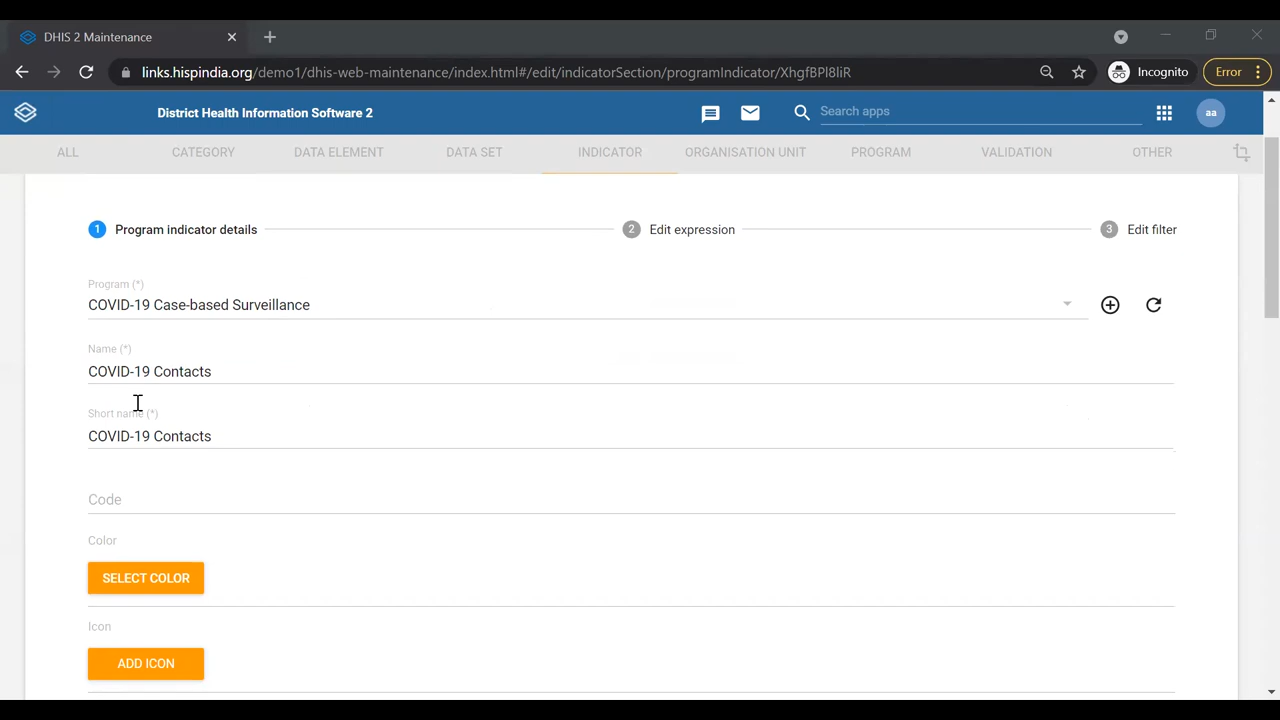 DHIS 2 Maintenance
links.hispindia.org/demo1/dhis-web-maintenance/index.html#/edit/indicatorSection/programIndicator/XhgfBPl8liR
Incognito
Error
District Health Information Software 2
Search apps
aa
ALL
CATEGORY
DATA ELEMENT
DATA SET
INDICATOR
ORGANISATION UNIT
PROGRAM
VALIDATION
OTHER
1 Program indicator details
2 Edit expression
3 Edit filter
Program (*)
COVID-19 Case-based Surveillance
Name (*)
COVID-19 Contacts
Short name (*)
COVID-19 Contacts
Code
Color
SELECT COLOR
Icon
ADD ICON